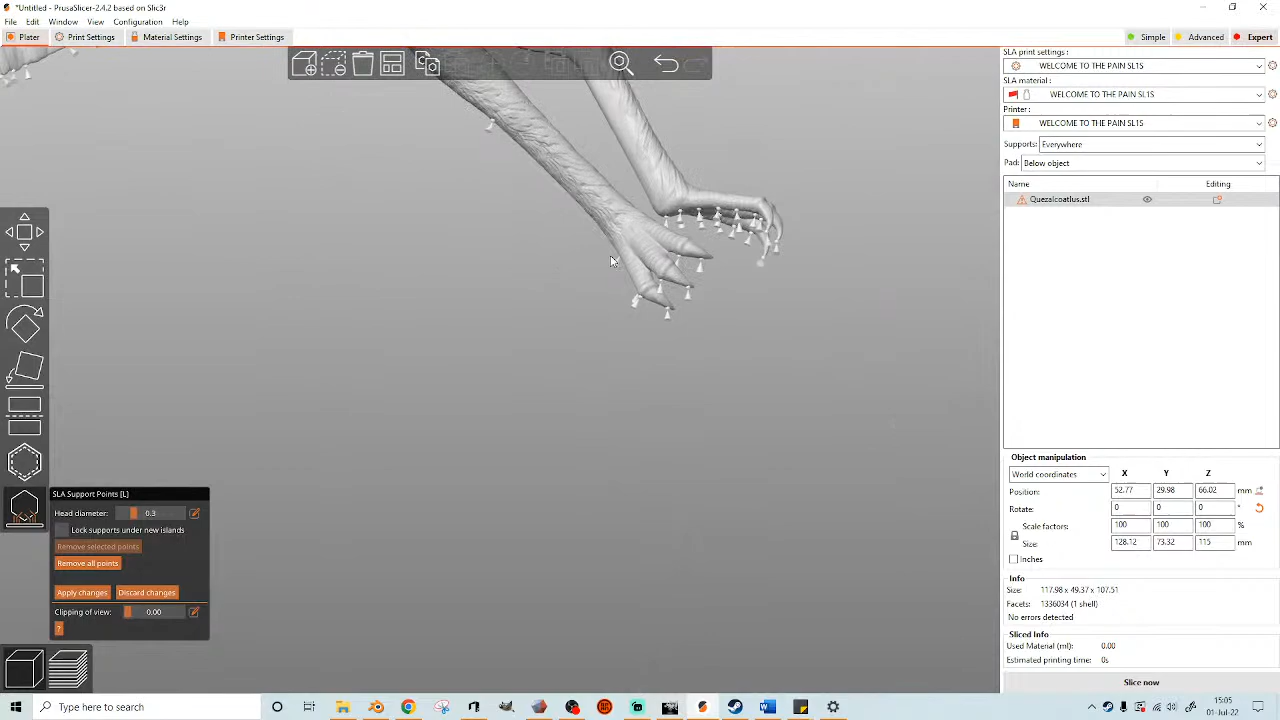 *Untitled - PrusaSlicer-2.4.2 based on Slic3r
File Edit Window View Configuration Help
Plater Print Settings Material Settings Printer Settings Simple Advanced Expert
SLA print settings :
WELCOME TO THE PAIN SL1S
SLA material :
WELCOME TO THE PAIN SL1S
Printer :
WELCOME TO THE PAIN SL1S
Supports: Everywhere
Pad: Below object
Name Editing
Quezalcoatlus.stl
Object manipulation
World coordinates X Y Z
Position: 52.77 29.98 66.02 mm
Rotate: 0 0 0 °
Scale factors: 100 100 100 %
Size: 128.12 73.32 115 mm
Inches
Info
Size: 117.98 x 49.37 x 107.51
Facets: 1336034 (1 shell)
No errors detected
Sliced Info
Used Material (ml) 0.00
Estimated printing time: 0s
Slice now
SLA Support Points [L]
Head diameter: 0.3
Lock supports under new islands
Remove selected points
Remove all points
Apply changes Discard changes
Clipping of view: 0.00
?
Type here to search
15:05
01-Jul-22